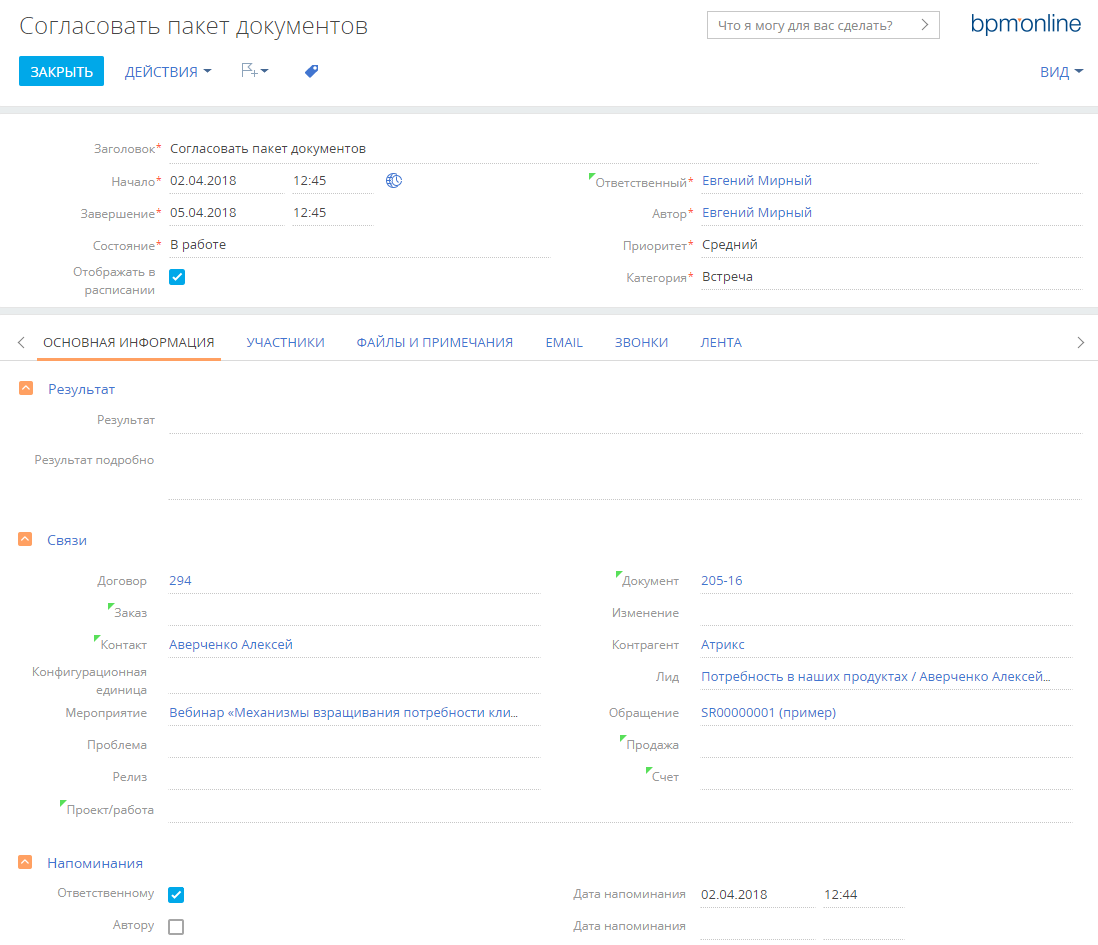 Согласовать пакет документов
Что я могу для вас сделать?
bpmonline
ЗАКРЫТЬ ДЕЙСТВИЯ
ВИД
Заголовок* Согласовать пакет документов
Начало* 02.04.2018 12:45 Ответственный* Евгений Мирный
Завершение* 05.04.2018 12:45 Автор* Евгений Мирный
Состояние* В работе Приоритет* Средний
Отображать в
расписании
Категория* Встреча
ОСНОВНАЯ ИНФОРМАЦИЯ УЧАСТНИКИ ФАЙЛЫ И ПРИМЕЧАНИЯ EMAIL ЗВОНКИ ЛЕНТА
Результат
Результат
Результат подробно
Связи
Договор 294 Документ 205-16
Заказ Изменение
Контакт Аверченко Алексей Контрагент Атрикс
Конфигурационная
единица
Лид Потребность в наших продуктах / Аверченко Алексей...
Мероприятие Вебинар «Механизмы взращивания потребности кли... Обращение SR00000001 (пример)
Проблема Продажа
Релиз Счет
Проект/работа
Напоминания
Ответственному Дата напоминания 02.04.2018 12:44
Автору Дата напоминания